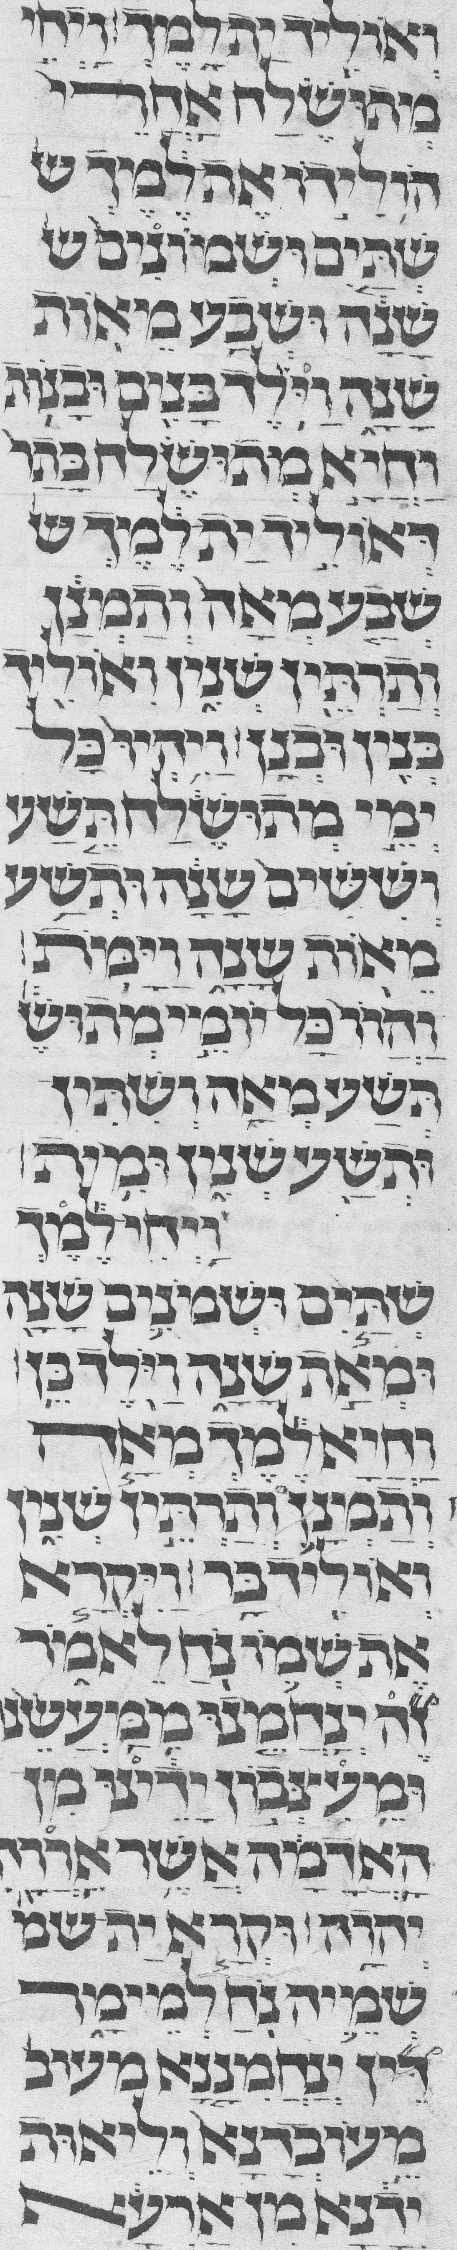 ואוליד ית למך ויחי
מתושלח אחרי
הולידו את למך ש
שתים ושמונים ש
שנה ושבע מאות
שנה ויולד בנים ובנות
וחיא מתושלח בתר
דאוליד ית למך ש
שבע מאה ותמנן
ותרתין שנין ואוליד
בנין ובנן ויהיו כל
ימי מתושלח תשע
וששים שנה ותשע
מאות שנה וימת
והוו כל יומי מתוש
תשע מאה ושתין
ותשע שנין ומית
ויחי למך
שתים ושמנים שנה
ומאת שנה ויולד בן
וחיא למך מאה
ותמנן ותרתין שנין
ואוליד בר ויקרא
את שמו נח לאמר
זה ינחמנו ממעשנו
ומעצבון ידינו מן
האדמה אשר אררה
יהוה וקרא ית שמ
שמיה נח למימר
דין ינחמננא מעוב
מעובדנא וליאות
ידנא מן ארעא